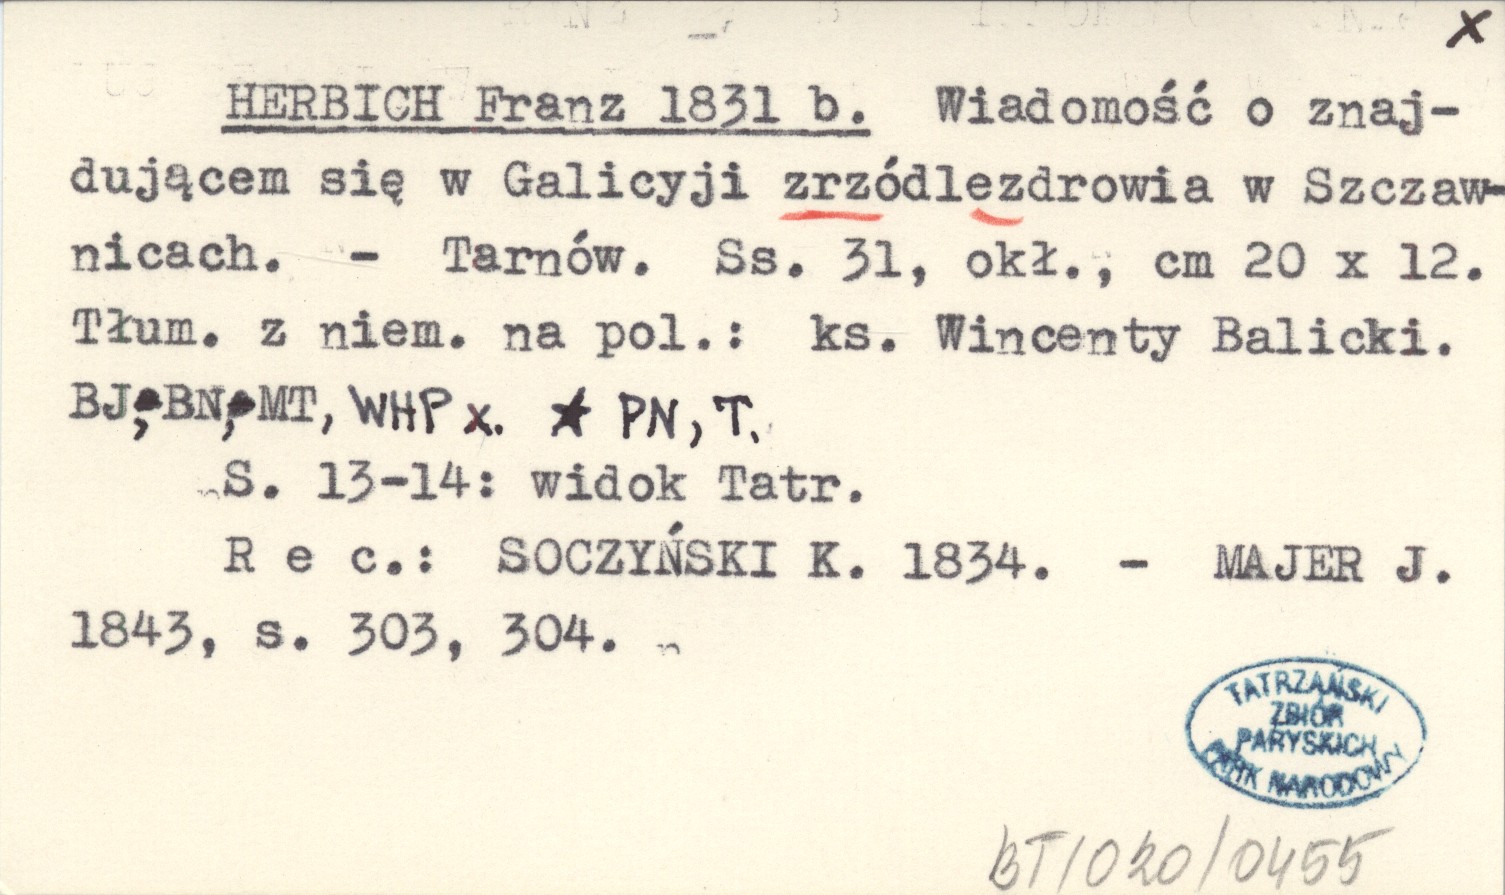 x
HERBICH Franz 1831 b. Wiadomość o znaj-
dującem się w Galicyji zrzódlezdrowia w Szczaw-
nicach. - Tarnów. Ss. 31, okł., cm 20 x 12.
Tłum. z niem. na pol.: ks. Wincenty Balicki.
BJ, BN, MT, WHP x. * PN, T.
S. 13-14: widok Tatr.
R e c.: SOCZYŃSKI K. 1834. - MAJER J.
1843, s. 303, 304.
TATRZAŃSKI
ZBIÓR
PARYSKICH
PARK NARODOWY
BT/020/0455